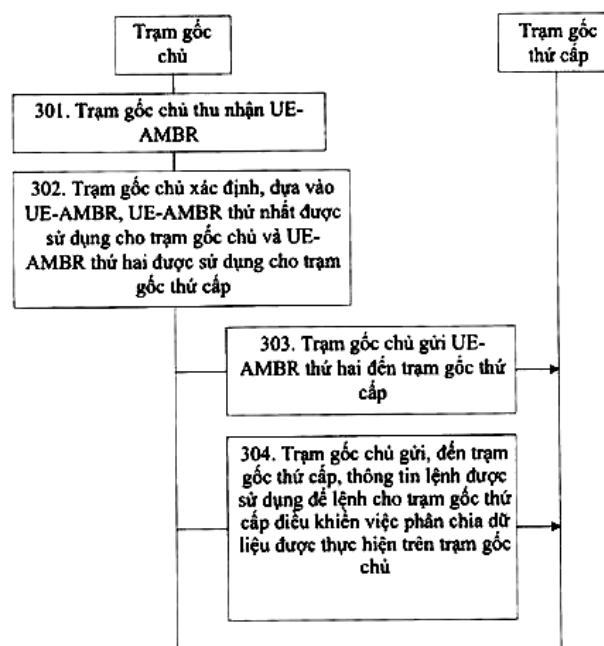 Trạm gốc
chủ
Trạm gốc
thứ cấp
301. Trạm gốc chủ thu nhận UE-
AMBR
302. Trạm gốc chủ xác định, dựa vào
UE-AMBR, UE-AMBR thứ nhất được
sử dụng cho trạm gốc chủ và UE-
AMBR thứ hai được sử dụng cho trạm
gốc thứ cấp
303. Trạm gốc chủ gửi UE-
AMBR thứ hai đến trạm gốc thứ
cấp
304. Trạm gốc chủ gửi, đến trạm
gốc thứ cấp, thông tin lệnh được
sử dụng để lệnh cho trạm gốc thứ
cấp điều khiển việc phân chia dữ
liệu được thực hiện trên trạm gốc
chủ